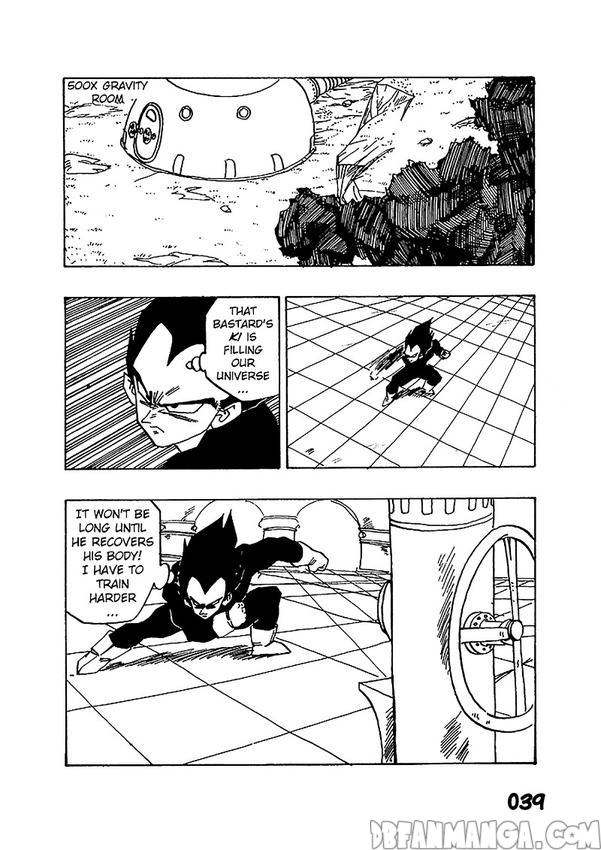 500X GRAVITY
ROOM
THAT
BASTARD'S
KI IS
FILLING
OUR
UNIVERSE
...
IT WON'T BE
LONG UNTIL
HE RECOVERS
HIS BODY!
I HAVE TO
TRAIN
HARDER
...
039
DBFANMANGA.COM